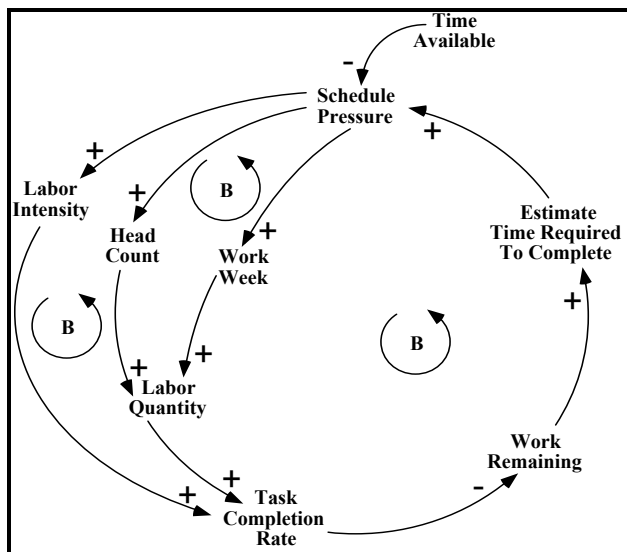 Time
Available
-
Schedule
Pressure
+
+
Labor
Intensity
B
+
Head
Count
+
Work
Week
Estimate
Time Required
To Complete
+
B
B
+
+
Labor
Quantity
Work
Remaining
+
-
+
Task
Completion
Rate